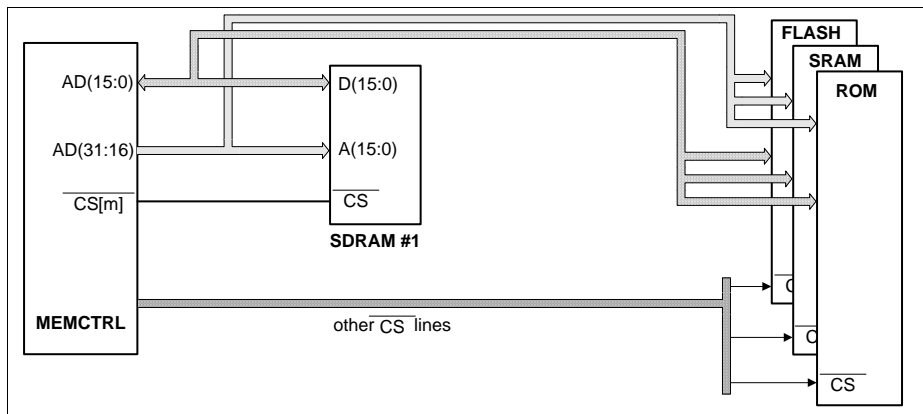 FLASH
SRAM
ROM
AD(15:0)
D(15:0)
AD(31:16)
A(15:0)
CS[m]
CS
SDRAM #1
MEMCTRL
other CS lines
C
C
CS